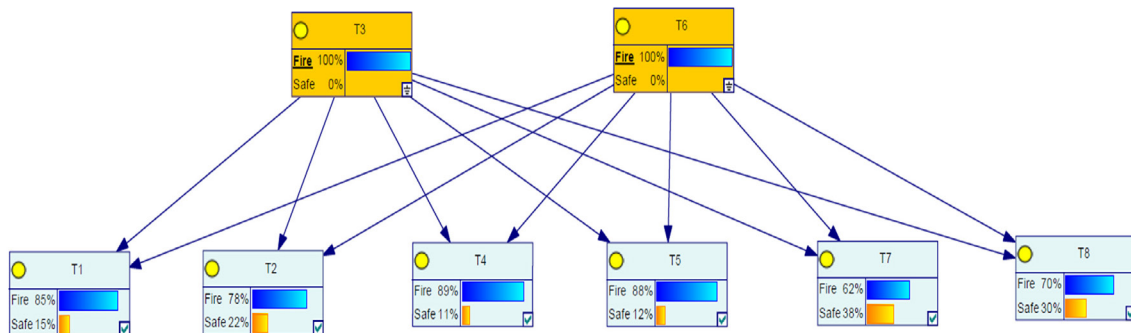 T3
Fire 100%
Safe 0%
T6
Fire 100%
Safe 0%
T1
Fire 85%
Safe 15%
T2
Fire 78%
Safe 22%
T4
Fire 89%
Safe 11%
T5
Fire 88%
Safe 12%
T7
Fire 62%
Safe 38%
T8
Fire 70%
Safe 30%